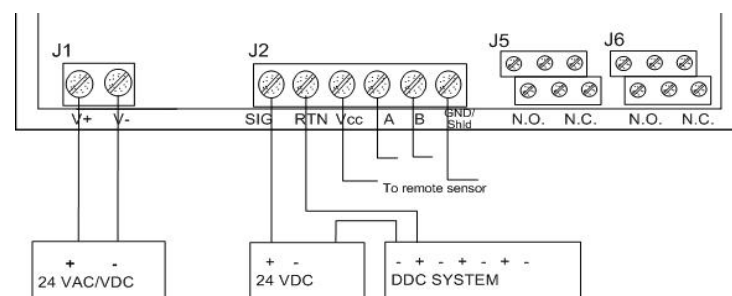 J1
J2
J5
J6
V+ V-
SIG RTN Vcc A B GND/
Shld
N.O. N.C.
N.O. N.C.
To remote sensor
+ -
24 VAC/VDC
+ -
24 VDC
- + - + - + -
DDC SYSTEM